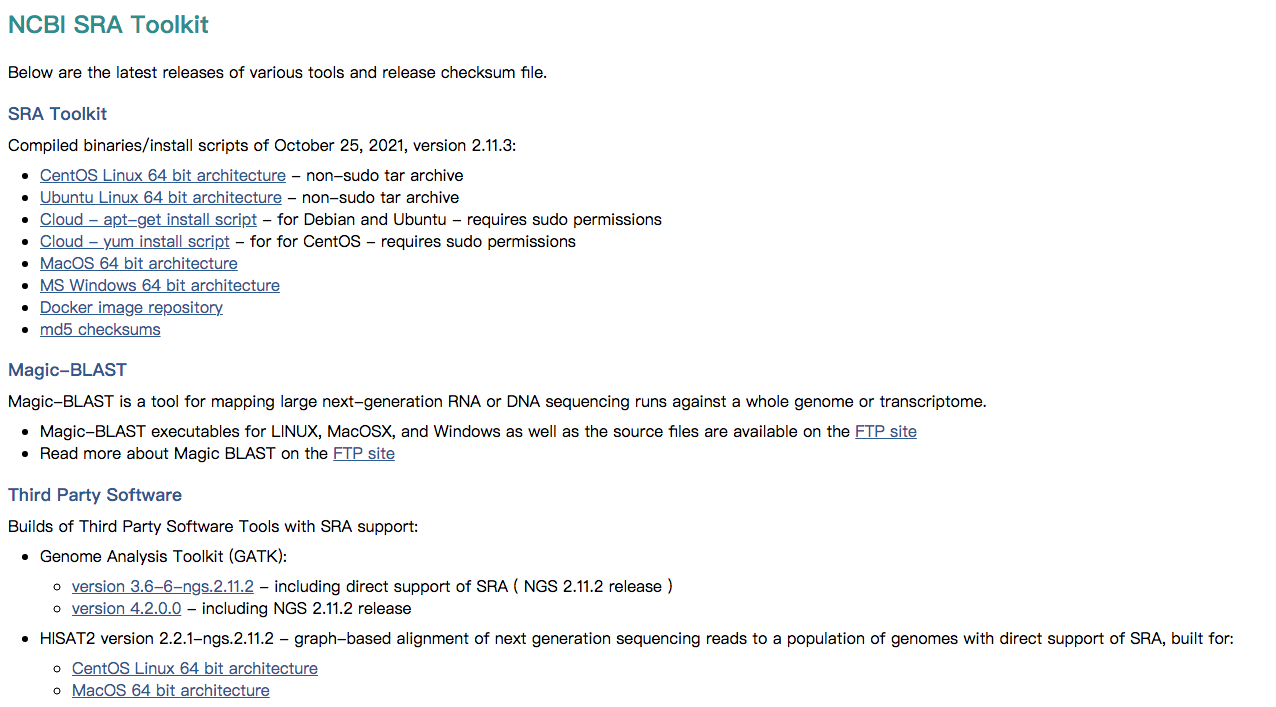 NCBI SRA Toolkit
Below are the latest releases of various tools and release checksum file.
SRA Toolkit
Compiled binaries/install scripts of October 25, 2021, version 2.11.3:
CentOS Linux 64 bit architecture – non-sudo tar archive
Ubuntu Linux 64 bit architecture – non-sudo tar archive
Cloud – apt-get install script – for Debian and Ubuntu – requires sudo permissions
Cloud – yum install script – for for CentOS – requires sudo permissions
MacOS 64 bit architecture
MS Windows 64 bit architecture
Docker image repository
md5 checksums
Magic-BLAST
Magic-BLAST is a tool for mapping large next-generation RNA or DNA sequencing runs against a whole genome or transcriptome.
Magic-BLAST executables for LINUX, MacOSX, and Windows as well as the source files are available on the FTP site
Read more about Magic BLAST on the FTP site
Third Party Software
Builds of Third Party Software Tools with SRA support:
Genome Analysis Toolkit (GATK):
version 3.6-6-ngs.2.11.2 – including direct support of SRA ( NGS 2.11.2 release )
version 4.2.0.0 – including NGS 2.11.2 release
HISAT2 version 2.2.1-ngs.2.11.2 – graph-based alignment of next generation sequencing reads to a population of genomes with direct support of SRA, built for:
CentOS Linux 64 bit architecture
MacOS 64 bit architecture